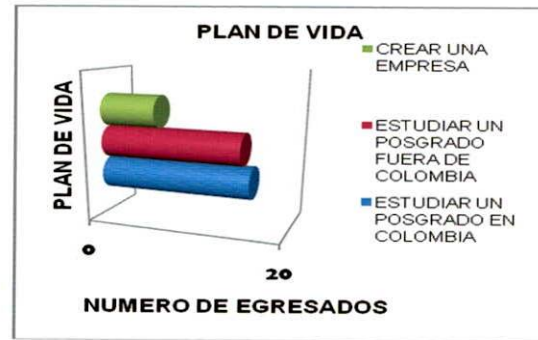 PLAN DE VIDA
CREAR UNA
EMPRESA
ESTUDIAR UN
POSGRADO
FUERA DE
COLOMBIA
ESTUDIAR UN
POSGRADO EN
COLOMBIA
PLAN DE VIDA
0
20
NUMERO DE EGRESADOS